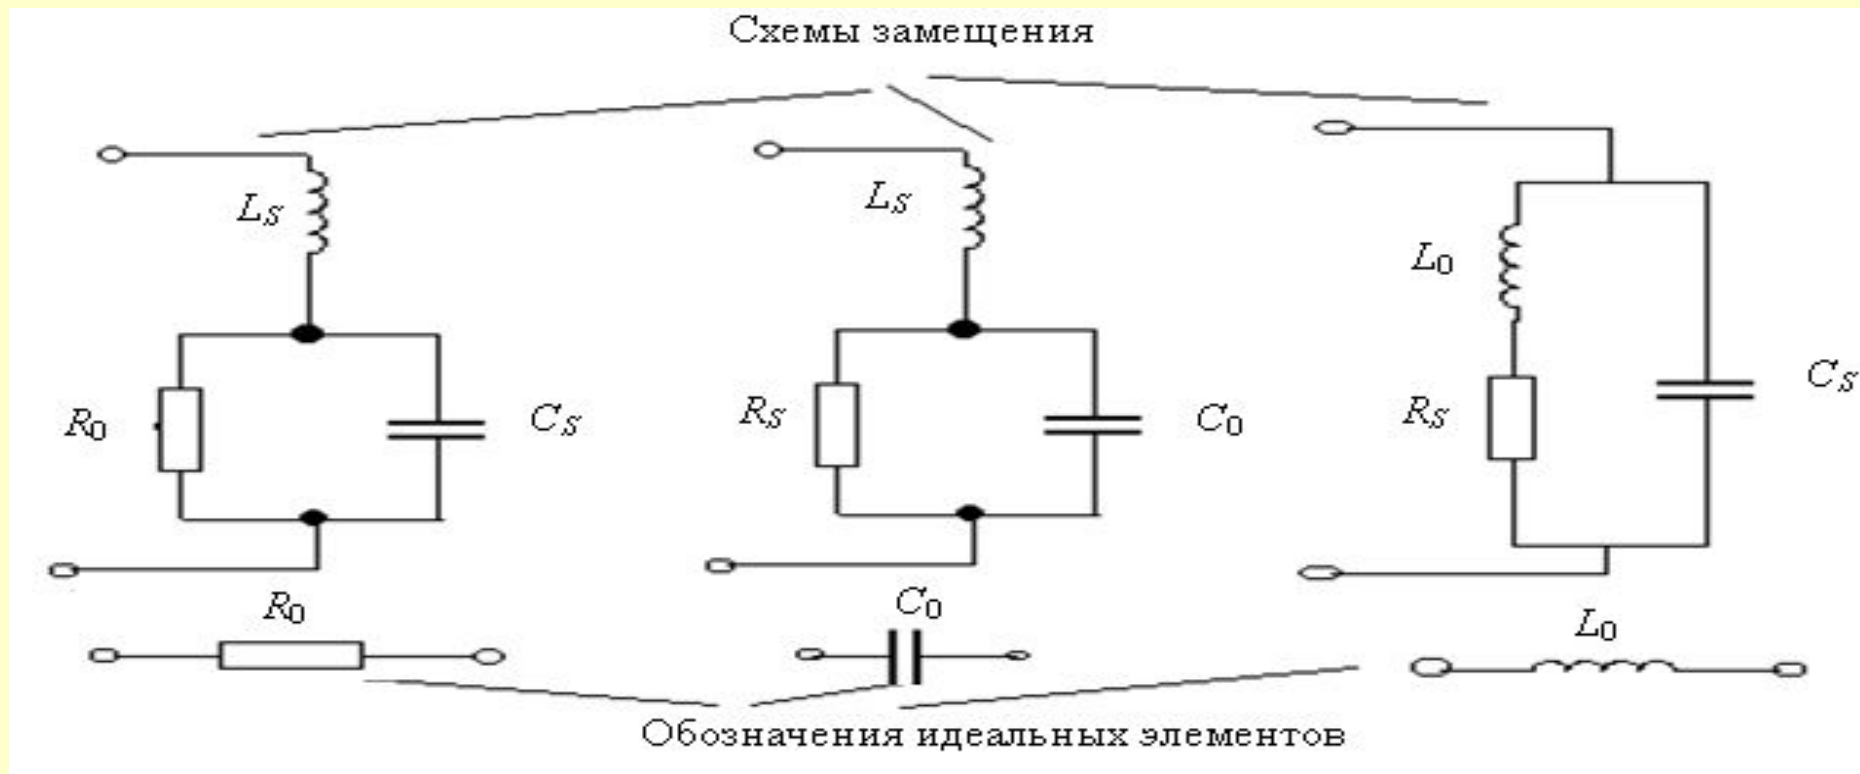 Схемы замещения
L_S
L_S
L_0
R_0
C_S
R_S
C_0
R_S
C_S
R_0
C_0
L_0
Обозначения идеальных элементов